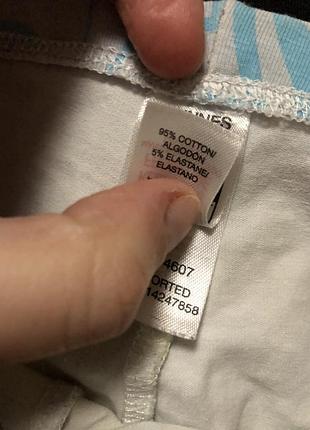 NNES
95% COTTON/
ALGODÓN
5% ELASTANE/
ELASTANO
4607
ORTED
14247858